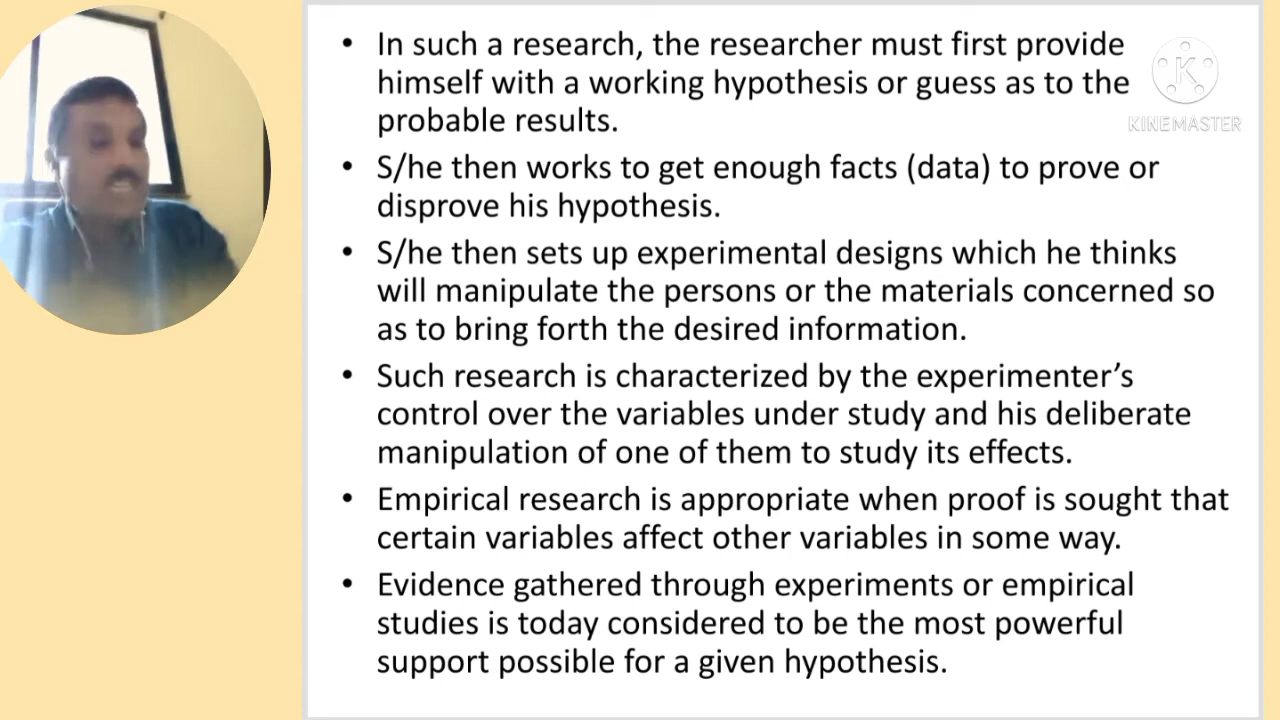 • In such a research, the researcher must first provide
himself with a working hypothesis or guess as to the
probable results.
• S/he then works to get enough facts (data) to prove or
disprove his hypothesis.
• S/he then sets up experimental designs which he thinks
will manipulate the persons or the materials concerned so
as to bring forth the desired information.
• Such research is characterized by the experimenter’s
control over the variables under study and his deliberate
manipulation of one of them to study its effects.
• Empirical research is appropriate when proof is sought that
certain variables affect other variables in some way.
• Evidence gathered through experiments or empirical
studies is today considered to be the most powerful
support possible for a given hypothesis.
K
KINEMASTER